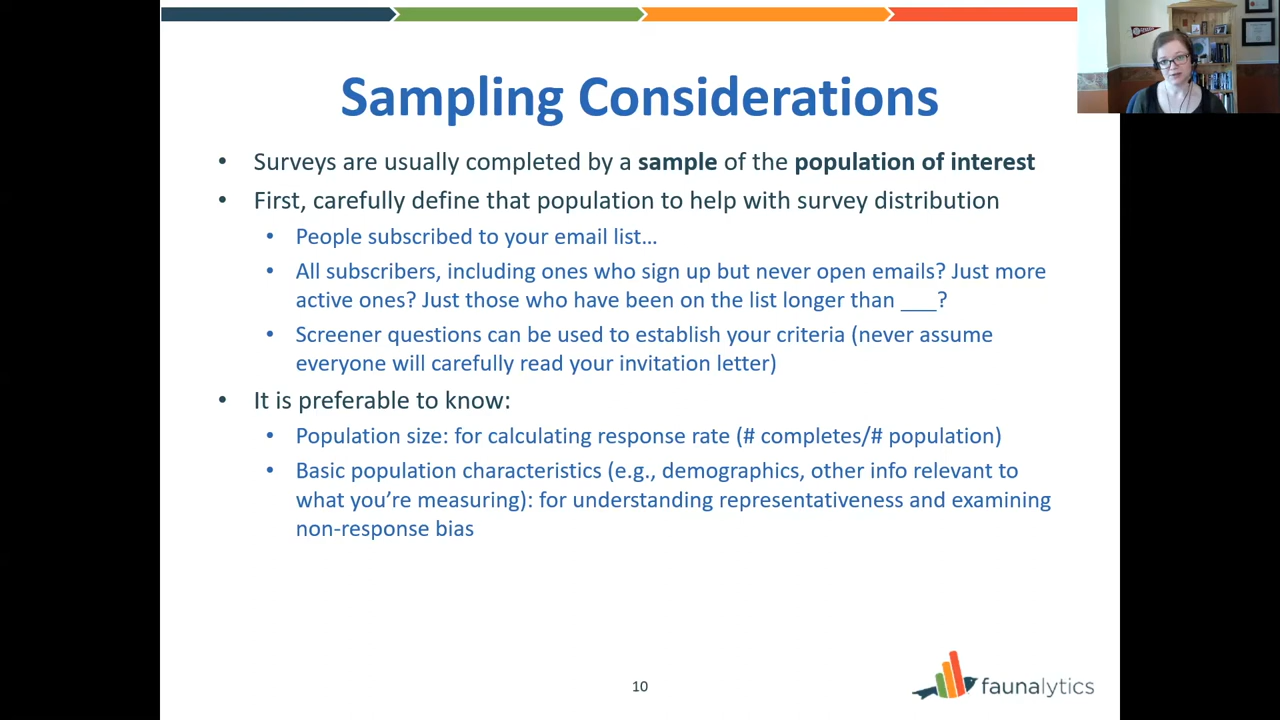 Sampling Considerations
• Surveys are usually completed by a sample of the population of interest
• First, carefully define that population to help with survey distribution
• People subscribed to your email list…
• All subscribers, including ones who sign up but never open emails? Just more
active ones? Just those who have been on the list longer than ___?
• Screener questions can be used to establish your criteria (never assume
everyone will carefully read your invitation letter)
• It is preferable to know:
• Population size: for calculating response rate (# completes/# population)
• Basic population characteristics (e.g., demographics, other info relevant to
what you’re measuring): for understanding representativeness and examining
non-response bias
10
faunalytics